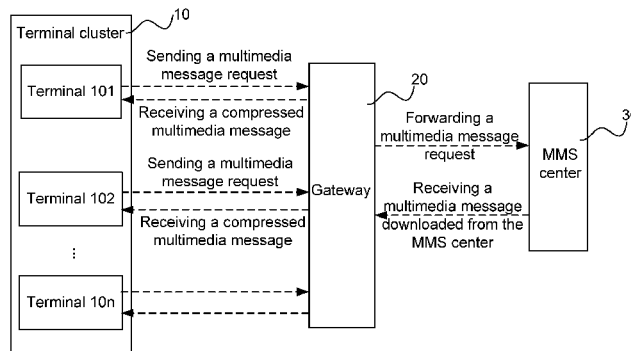 10
Terminal cluster
Terminal 101
Sending a multimedia
message request
Receiving a compressed
multimedia message
Terminal 102
Sending a multimedia
message request
Receiving a compressed
multimedia message
...
Terminal 10n
20
Gateway
Forwarding a
multimedia message
request
Receiving a
multimedia message
downloaded from the
MMS center
MMS
center